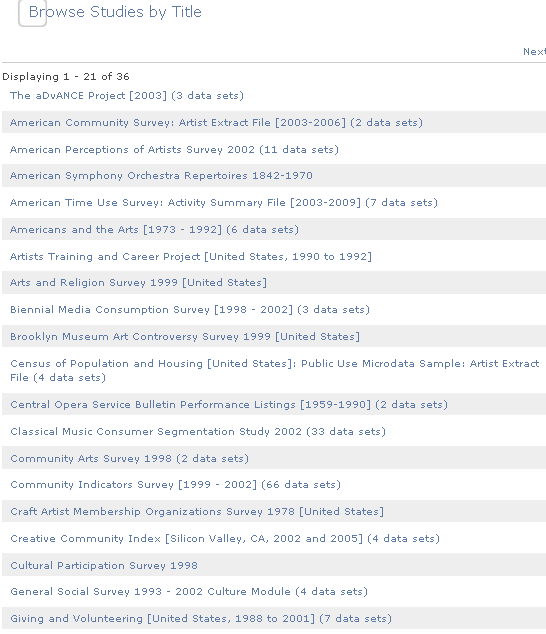 Browse Studies by Title
Next
Displaying 1 - 21 of 36
The aDvANCE Project [2003] (3 data sets)
American Community Survey: Artist Extract File [2003-2006] (2 data sets)
American Perceptions of Artists Survey 2002 (11 data sets)
American Symphony Orchestra Repertoires 1842-1970
American Time Use Survey: Activity Summary File [2003-2009] (7 data sets)
Americans and the Arts [1973 - 1992] (6 data sets)
Artists Training and Career Project [United States, 1990 to 1992]
Arts and Religion Survey 1999 [United States]
Biennial Media Consumption Survey [1998 - 2002] (3 data sets)
Brooklyn Museum Art Controversy Survey 1999 [United States]
Census of Population and Housing [United States]: Public Use Microdata Sample: Artist Extract
File (4 data sets)
Central Opera Service Bulletin Performance Listings [1959-1990] (2 data sets)
Classical Music Consumer Segmentation Study 2002 (33 data sets)
Community Arts Survey 1998 (2 data sets)
Community Indicators Survey [1999 - 2002] (66 data sets)
Craft Artist Membership Organizations Survey 1978 [United States]
Creative Community Index [Silicon Valley, CA, 2002 and 2005] (4 data sets)
Cultural Participation Survey 1998
General Social Survey 1993 - 2002 Culture Module (4 data sets)
Giving and Volunteering [United States, 1988 to 2001] (7 data sets)